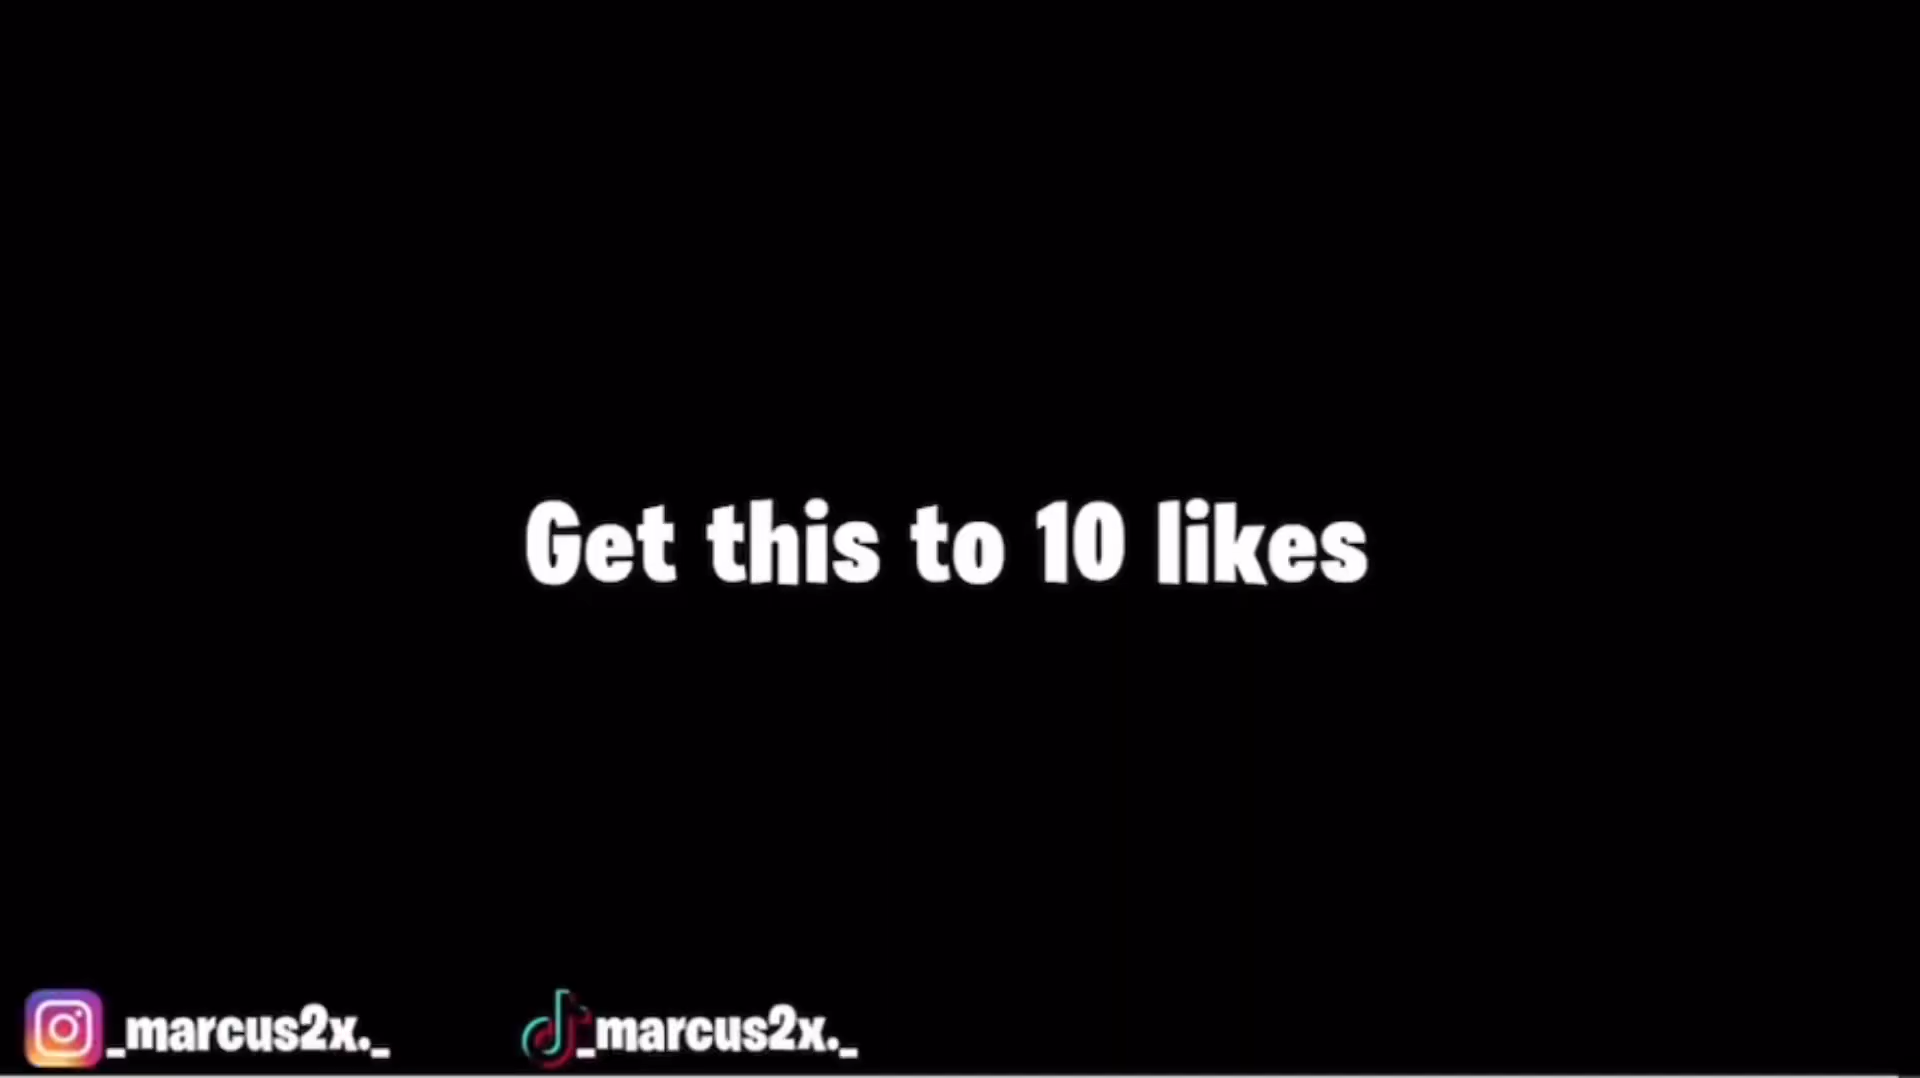 Get this to 10 likes
_marcus2x._ _marcus2x._